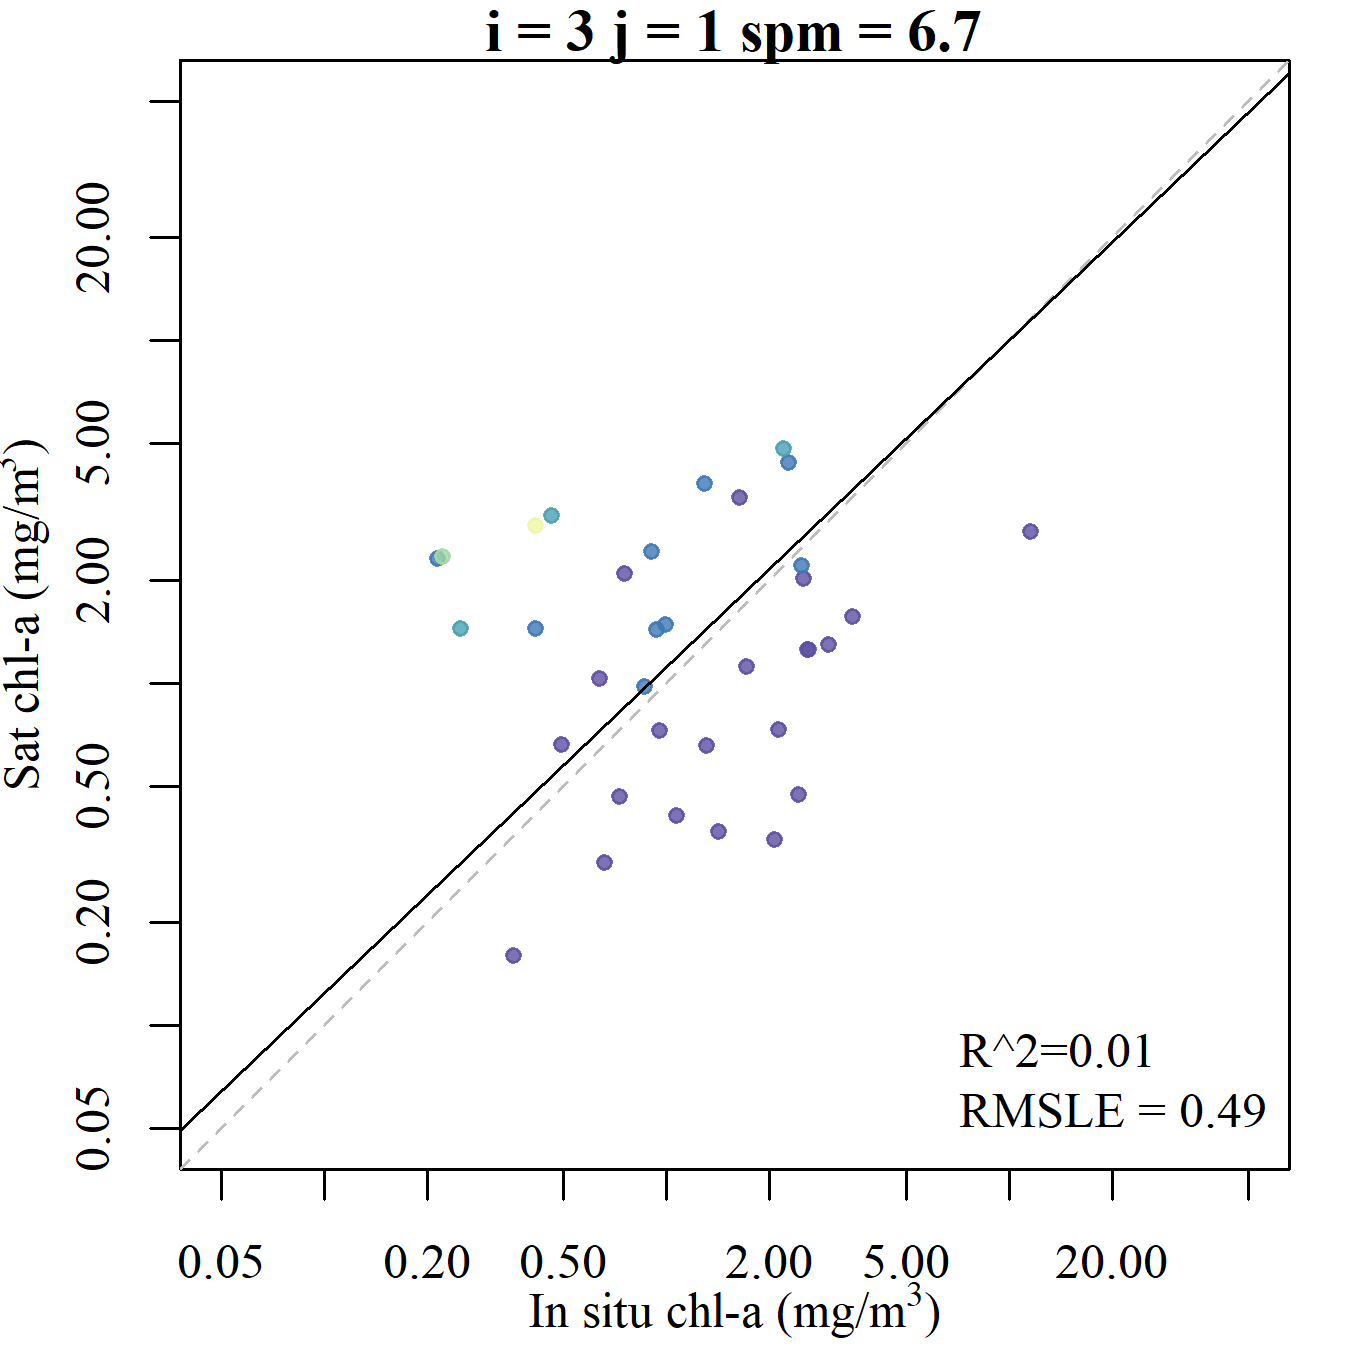 i = 3 j = 1 spm = 6.7
Sat chl-a (mg/m³)
20.00
5.00
2.00
0.50
0.20
0.05
R^2=0.01
RMSLE = 0.49
0.05 0.20 0.50 2.00 5.00 20.00
In situ chl-a (mg/m³)